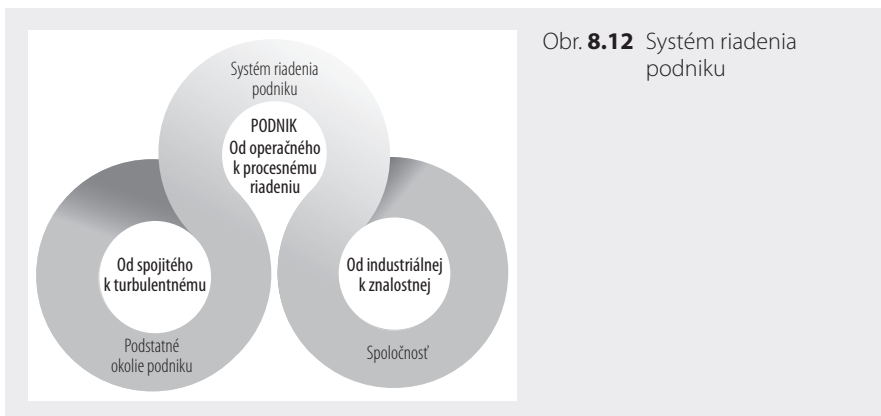 Obr. 8.12 Systém riadenia
podniku
Systém riadenia
podniku
PODNIK
Od operačného
k procesnému
riadeniu
Od spojitého
k turbulentnému
Podstatné
okolie podniku
Od industriálnej
k znalostnej
Spoločnosť